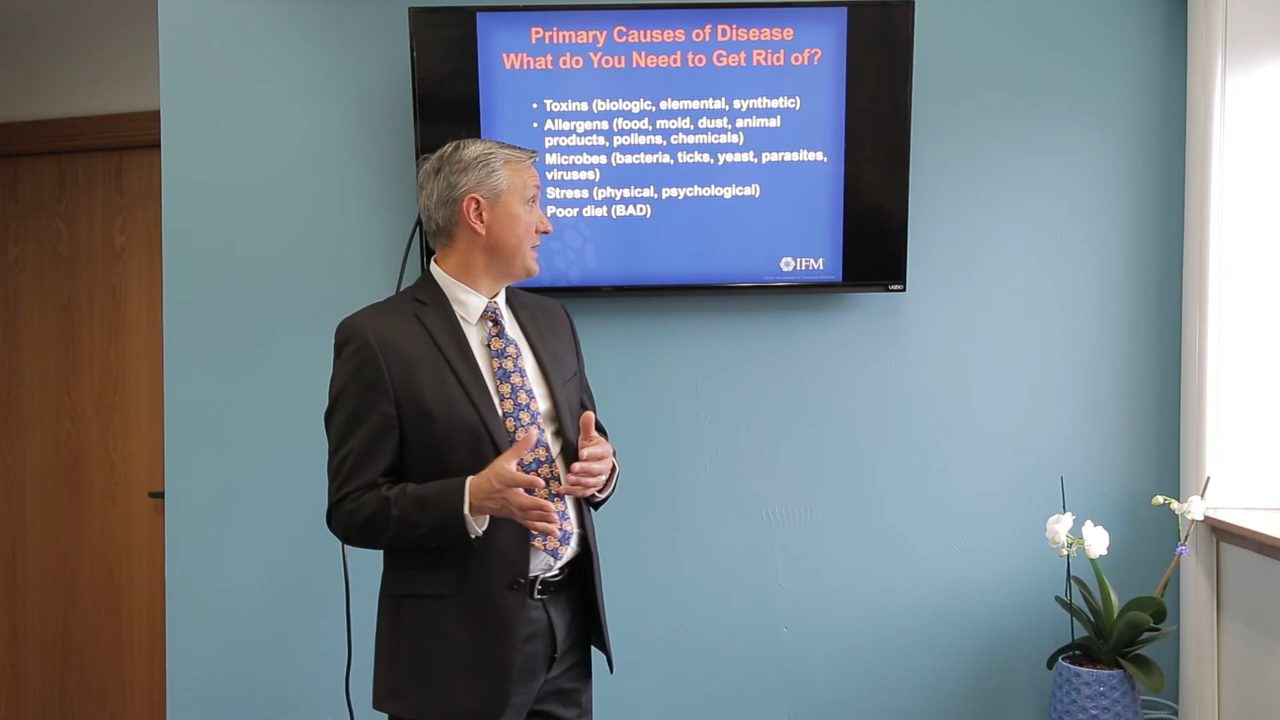 Primary Causes of Disease
What do You Need to Get Rid of?
• Toxins (biologic, elemental, synthetic)
• Allergens (food, mold, dust, animal
products, pollens, chemicals)
Microbes (bacteria, ticks, yeast, parasites,
viruses)
Stress (physical, psychological)
Poor diet (BAD)
IFM
VIZIO